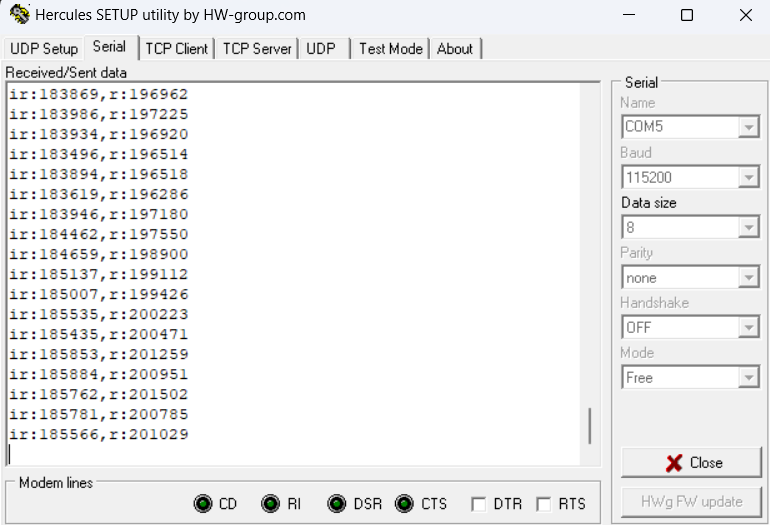 Hercules SETUP utility by HW-group.com
UDP Setup Serial TCP Client TCP Server UDP Test Mode About
Received/Sent data
ir:183869,r:196962
ir:183986,r:197225
ir:183934,r:196920
ir:183496,r:196514
ir:183894,r:196518
ir:183619,r:196286
ir:183946,r:197180
ir:184462,r:197550
ir:184659,r:198900
ir:185137,r:199112
ir:185007,r:199426
ir:185535,r:200223
ir:185435,r:200471
ir:185853,r:201259
ir:185884,r:200951
ir:185762,r:201502
ir:185781,r:200785
ir:185566,r:201029
Serial
Name
COM5
Baud
115200
Data size
8
Parity
none
Handshake
OFF
Mode
Free
Close
HWg FW update
Modem lines
CD RI DSR CTS DTR RTS